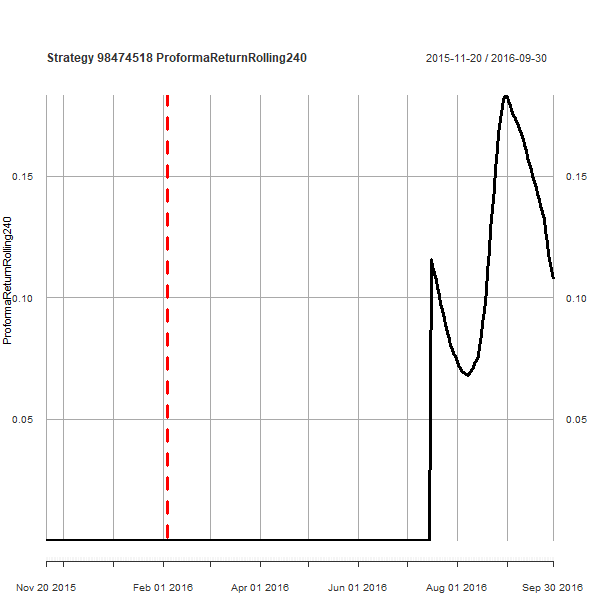 Strategy 98474518 ProformaReturnRolling240
2015-11-20 / 2016-09-30
ProformaReturnRolling240
0.15
0.15
0.10
0.10
0.05
0.05
Nov 20 2015
Feb 01 2016
Apr 01 2016
Jun 01 2016
Aug 01 2016
Sep 30 2016